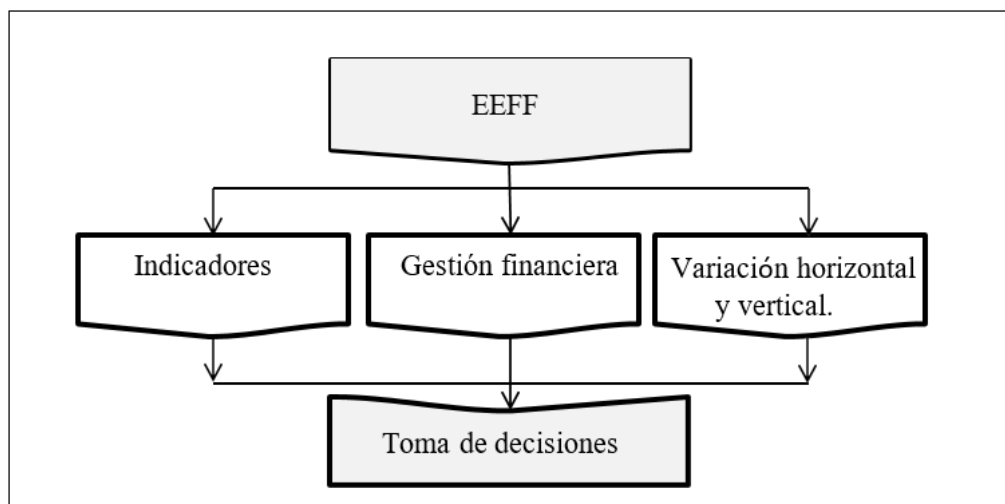 EEFF
Indicadores
Gestión financiera
Variación horizontal
y vertical.
Toma de decisiones